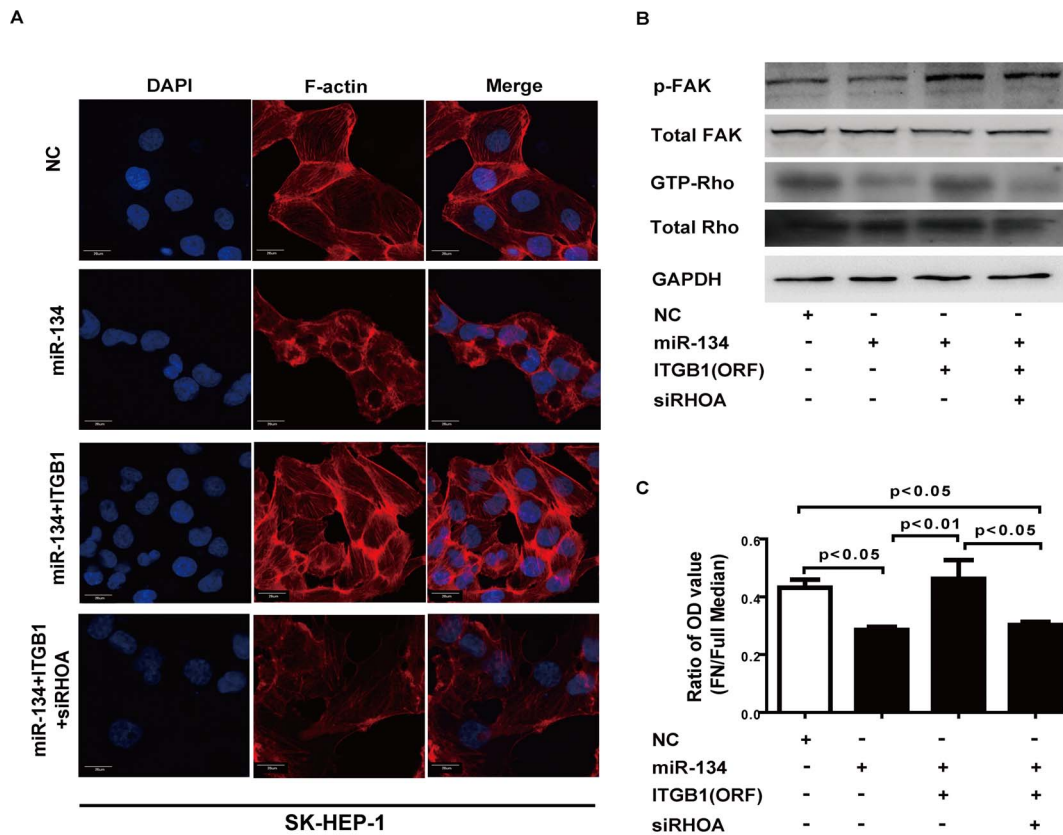 A
DAPI F-actin Merge
NC
miR-134
miR-134+ITGB1
miR-134+ITGB1
+siRHOA
SK-HEP-1
B
p-FAK
Total FAK
GTP-Rho
Total Rho
GAPDH
NC + - - -
miR-134 - + + +
ITGB1(ORF) - - + +
siRHOA - - - +
C
p<0.05
p<0.01
p<0.05
p<0.05
Ratio of OD value
(FN/Full Median)
0.6
0.4
0.2
0.0
NC + - - -
miR-134 - + + +
ITGB1(ORF) - - + +
siRHOA - - - +